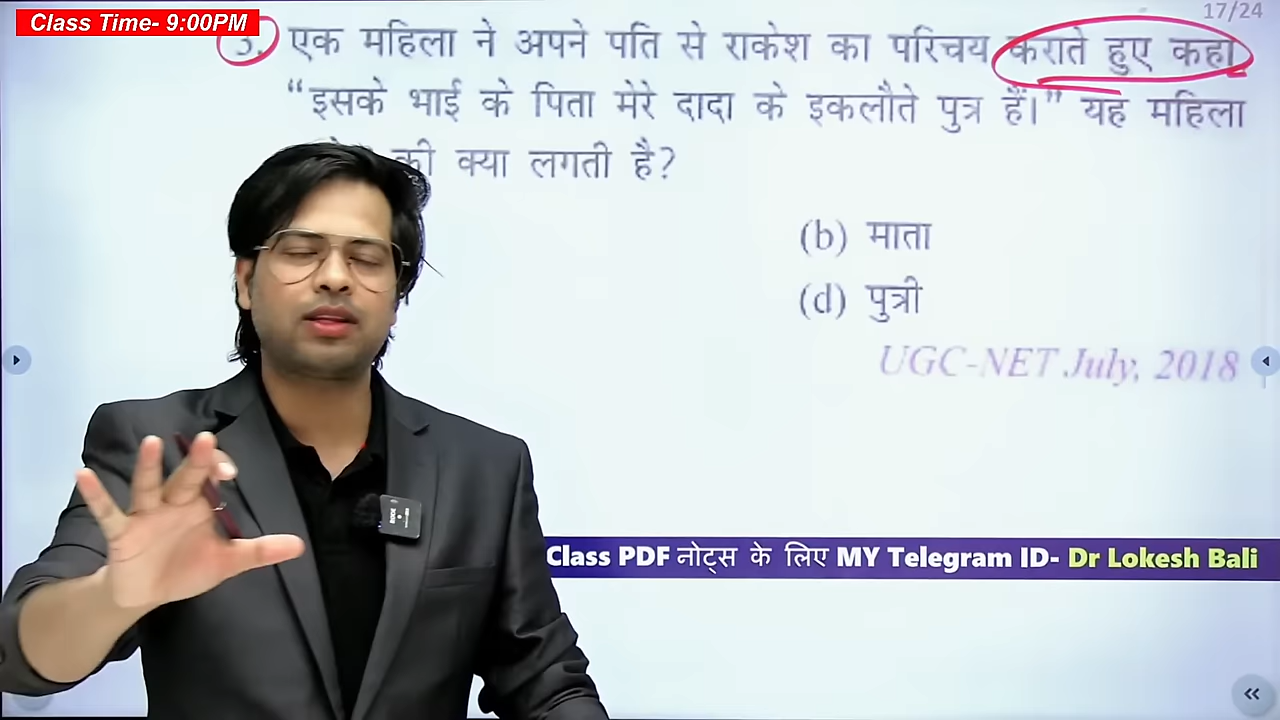 Class Time- 9:00PM
17/24
3. एक महिला ने अपने पति से राकेश का परिचय कराते हुए कहा
“इसके भाई के पिता मेरे दादा के इकलौते पुत्र हैं।” यह महिला
की क्या लगती है?
(b) माता
(d) पुत्री
UGC-NET July, 2018
Class PDF नोट्स के लिए MY Telegram ID- Dr Lokesh Bali